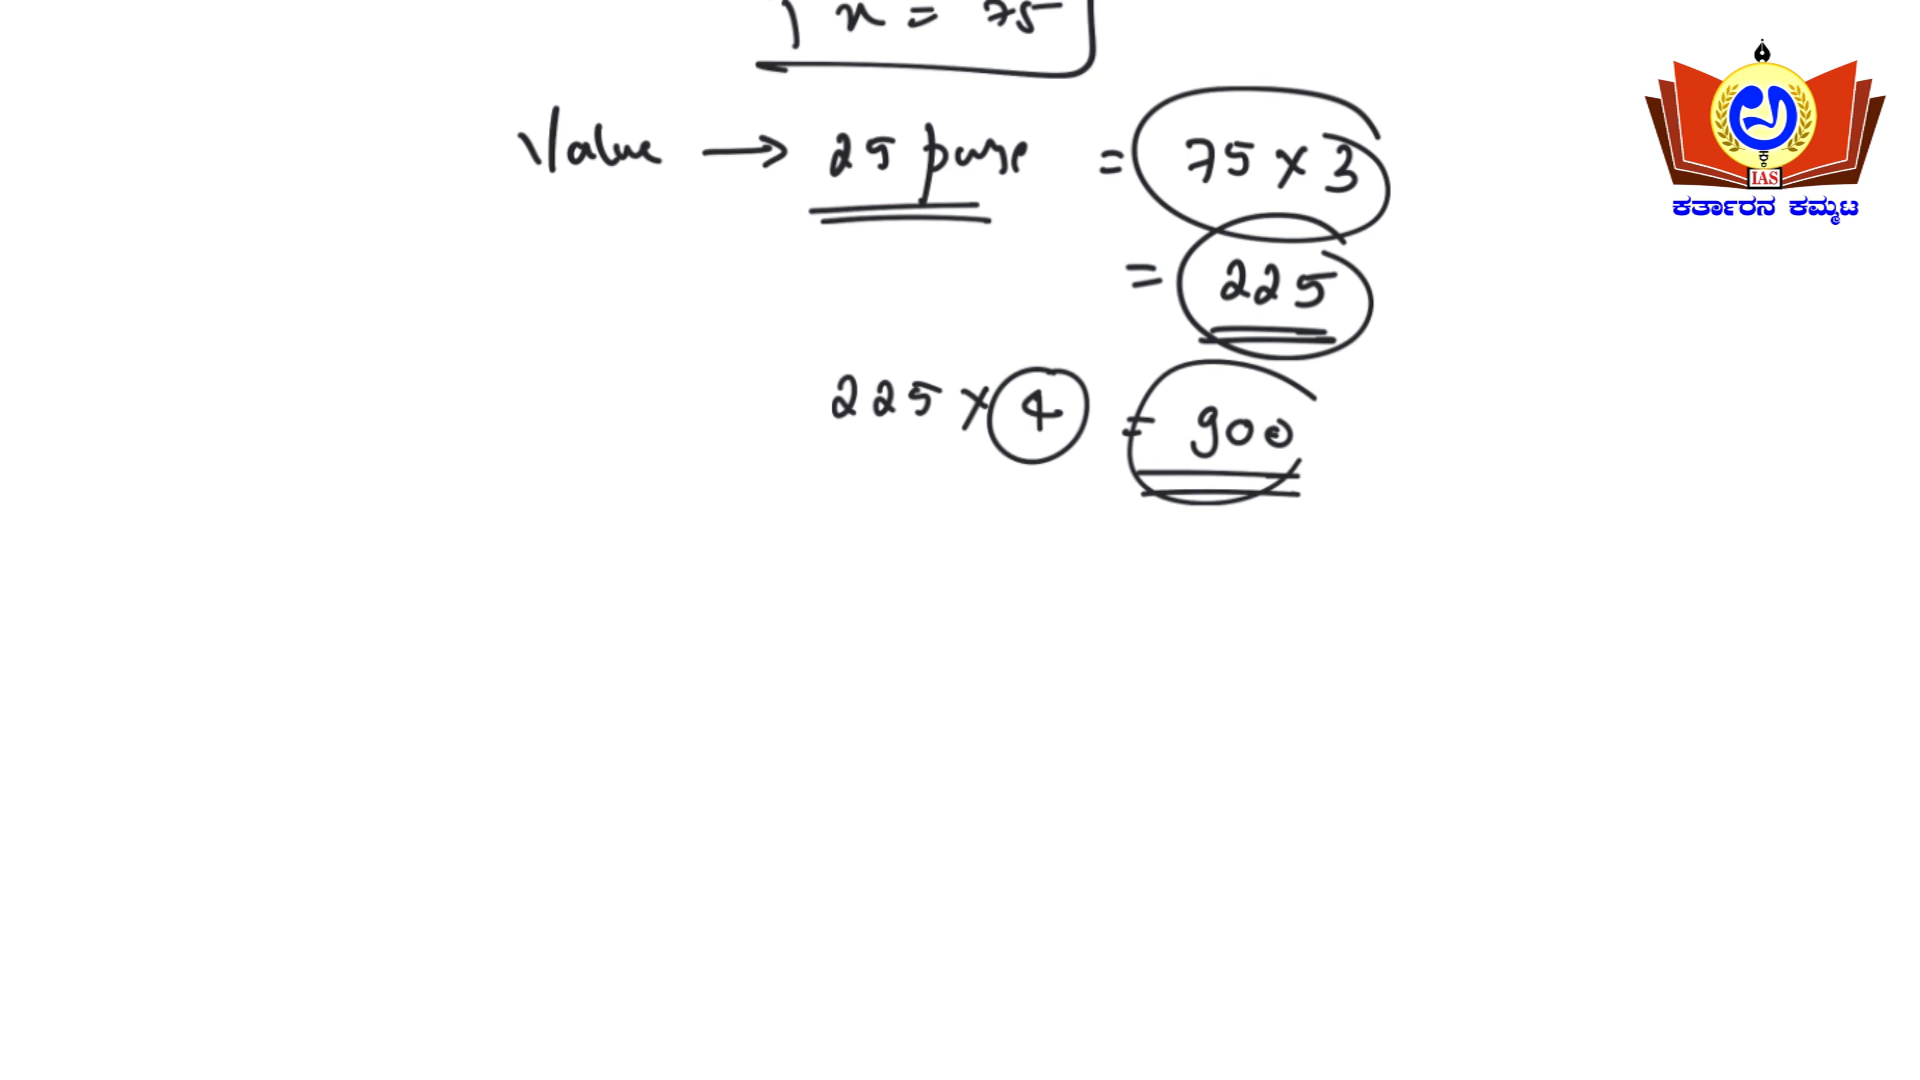 x = 75
Value → 25 paise = 75 × 3
= 225
225 × 4 = 900
IAS
ಕರ್ತಾರನ ಕಮ್ಮಟ